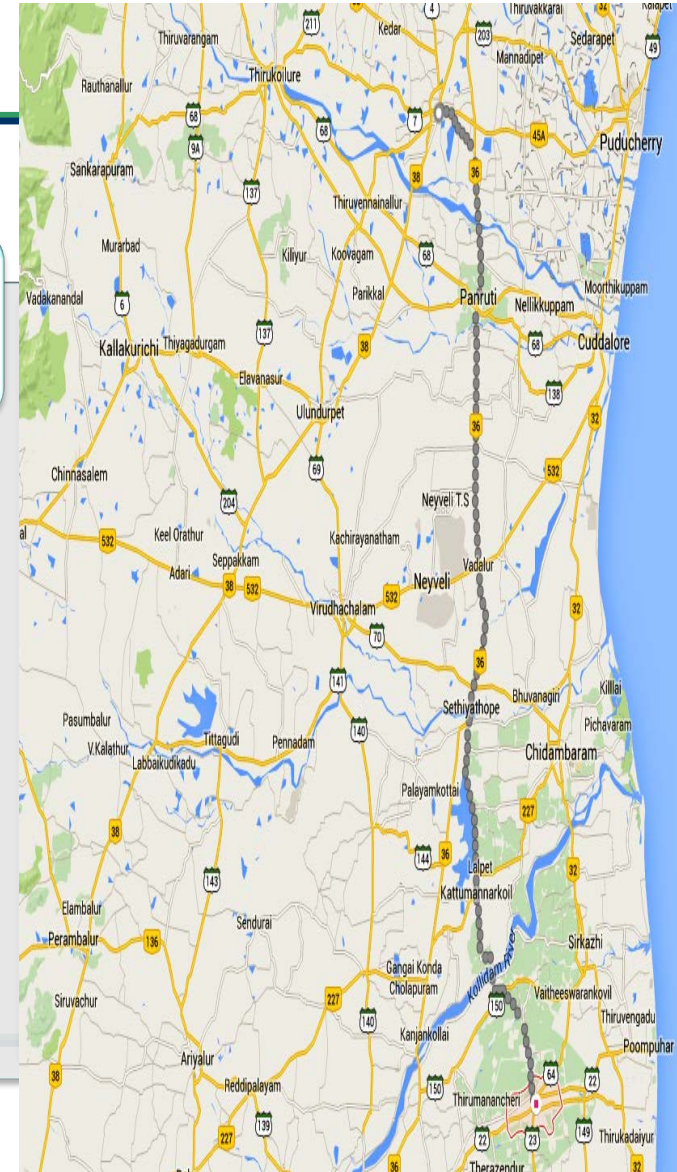 Thiruvakkarai
32
Kalapet
211
Kedar
4
Thiruvarangam
203
Sedarapet
Mannadipet
49
Thirukoilure
Rauthanallur
68
68
7
45A
Puducherry
9A
Sankarapuram
38
36
137
Thiruvennainallur
Murarbad
Kiliyur
Koovagam
68
Moorthikuppam
Vadakanandal
6
Parikkal
Panruti
Nellikkuppam
137
38
68
Cuddalore
Kallakurichi
Thiyagadurgam
Elavanasur
138
Ulundurpet
36
32
69
532
Chinnasalem
204
Neyveli T.S
Kachirayanatham
Keel Orathur
Seppakkam
Vadalur
al
532
Adari
Neyveli
38
532
532
Virudhachalam
32
70
36
141
Killai
Bhuvanagiri
Sethiyathope
Pasumbalur
Pichavaram
140
V.Kalathur
Tittagudi
Pennadam
Chidambaram
Labbaikudikadu
Palayamkottai
227
38
144
36
143
Lalpet
32
Kattumannarkoil
Elambalur
Sendurai
Perambalur
136
Sirkazhi
Gangai Konda
Cholapuram
Kollidam River
Siruvachur
227
150
Vaitheeswarankovil
140
Thiruvengadu
Kanjankollai
Poompuhar
Ariyalur
38
64
150
22
Reddipalayam
Thirumancheri
139
149
22
23
Thirukadaiyur
227
36
Therazendur
32